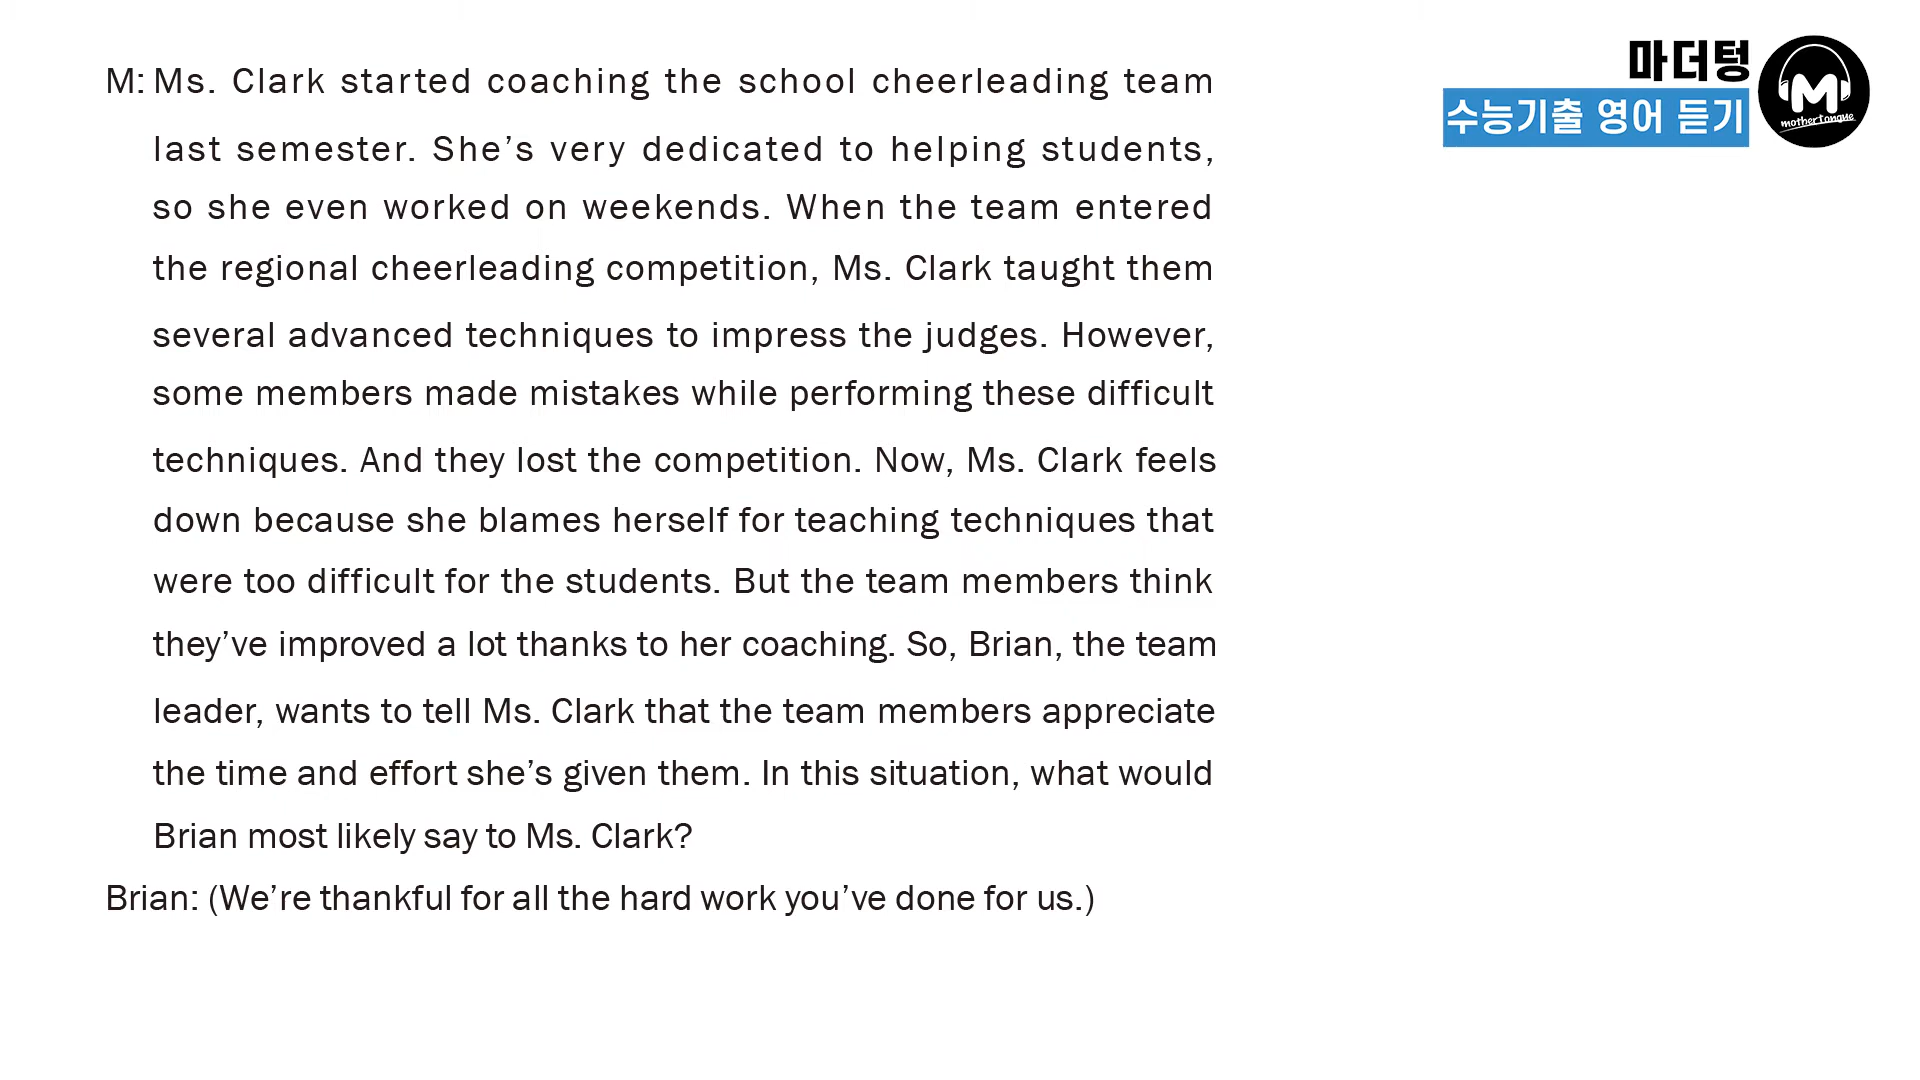 M: Ms. Clark started coaching the school cheerleading team
last semester. She’s very dedicated to helping students,
so she even worked on weekends. When the team entered
the regional cheerleading competition, Ms. Clark taught them
several advanced techniques to impress the judges. However,
some members made mistakes while performing these difficult
techniques. And they lost the competition. Now, Ms. Clark feels
down because she blames herself for teaching techniques that
were too difficult for the students. But the team members think
they’ve improved a lot thanks to her coaching. So, Brian, the team
leader, wants to tell Ms. Clark that the team members appreciate
the time and effort she’s given them. In this situation, what would
Brian most likely say to Ms. Clark?
Brian: (We’re thankful for all the hard work you’ve done for us.)
마더텅
수능기출 영어 듣기
M
mothertongue